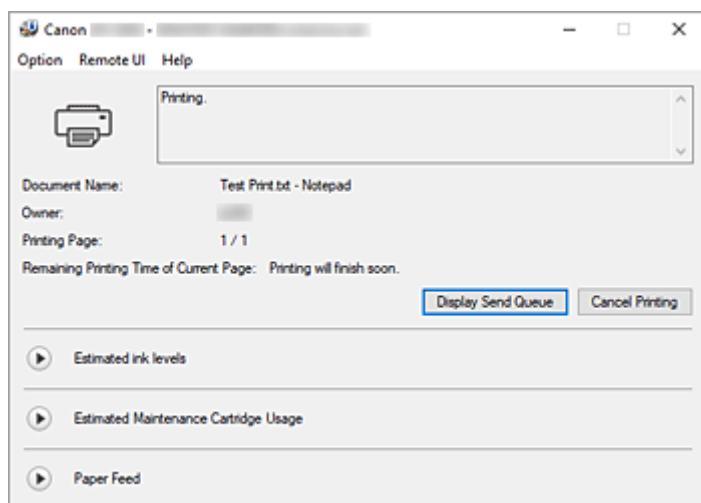 Canon -
Option Remote UI Help
Printing.
Document Name: Test Print.txt - Notepad
Owner:
Printing Page: 1 / 1
Remaining Printing Time of Current Page: Printing will finish soon.
Display Send Queue Cancel Printing
Estimated ink levels
Estimated Maintenance Cartridge Usage
Paper Feed